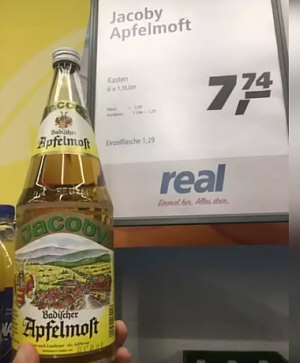 Jacoby
Apfelmost
Kasten
6 x 1,0Liter
7,74
Einzelflasche 1,29
real
Einmal hin. Alles drin.
JACOBY
Badischer
Apfelmost
JACOBY
Badischer
Apfelmost